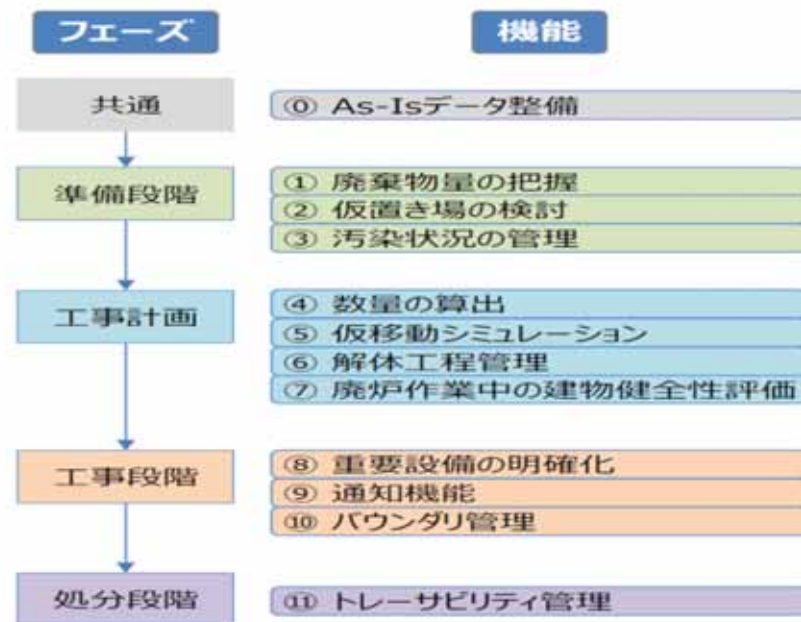 フェーズ 機能
共通
⓪ As-Isデータ整備
準備段階
① 廃棄物量の把握
② 仮置き場の検討
③ 汚染状況の管理
工事計画
④ 数量の算出
⑤ 仮移動シミュレーション
⑥ 解体工程管理
⑦ 廃炉作業中の建物健全性評価
工事段階
⑧ 重要設備の明確化
⑨ 通知機能
⑩ バウンダリ管理
処分段階
⑪ トレーサビリティ管理